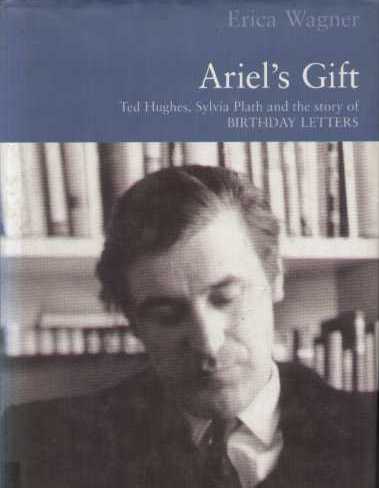 Erica Wagner
Ariel's Gift
Ted Hughes, Sylvia Plath and the story of
BIRTHDAY LETTERS